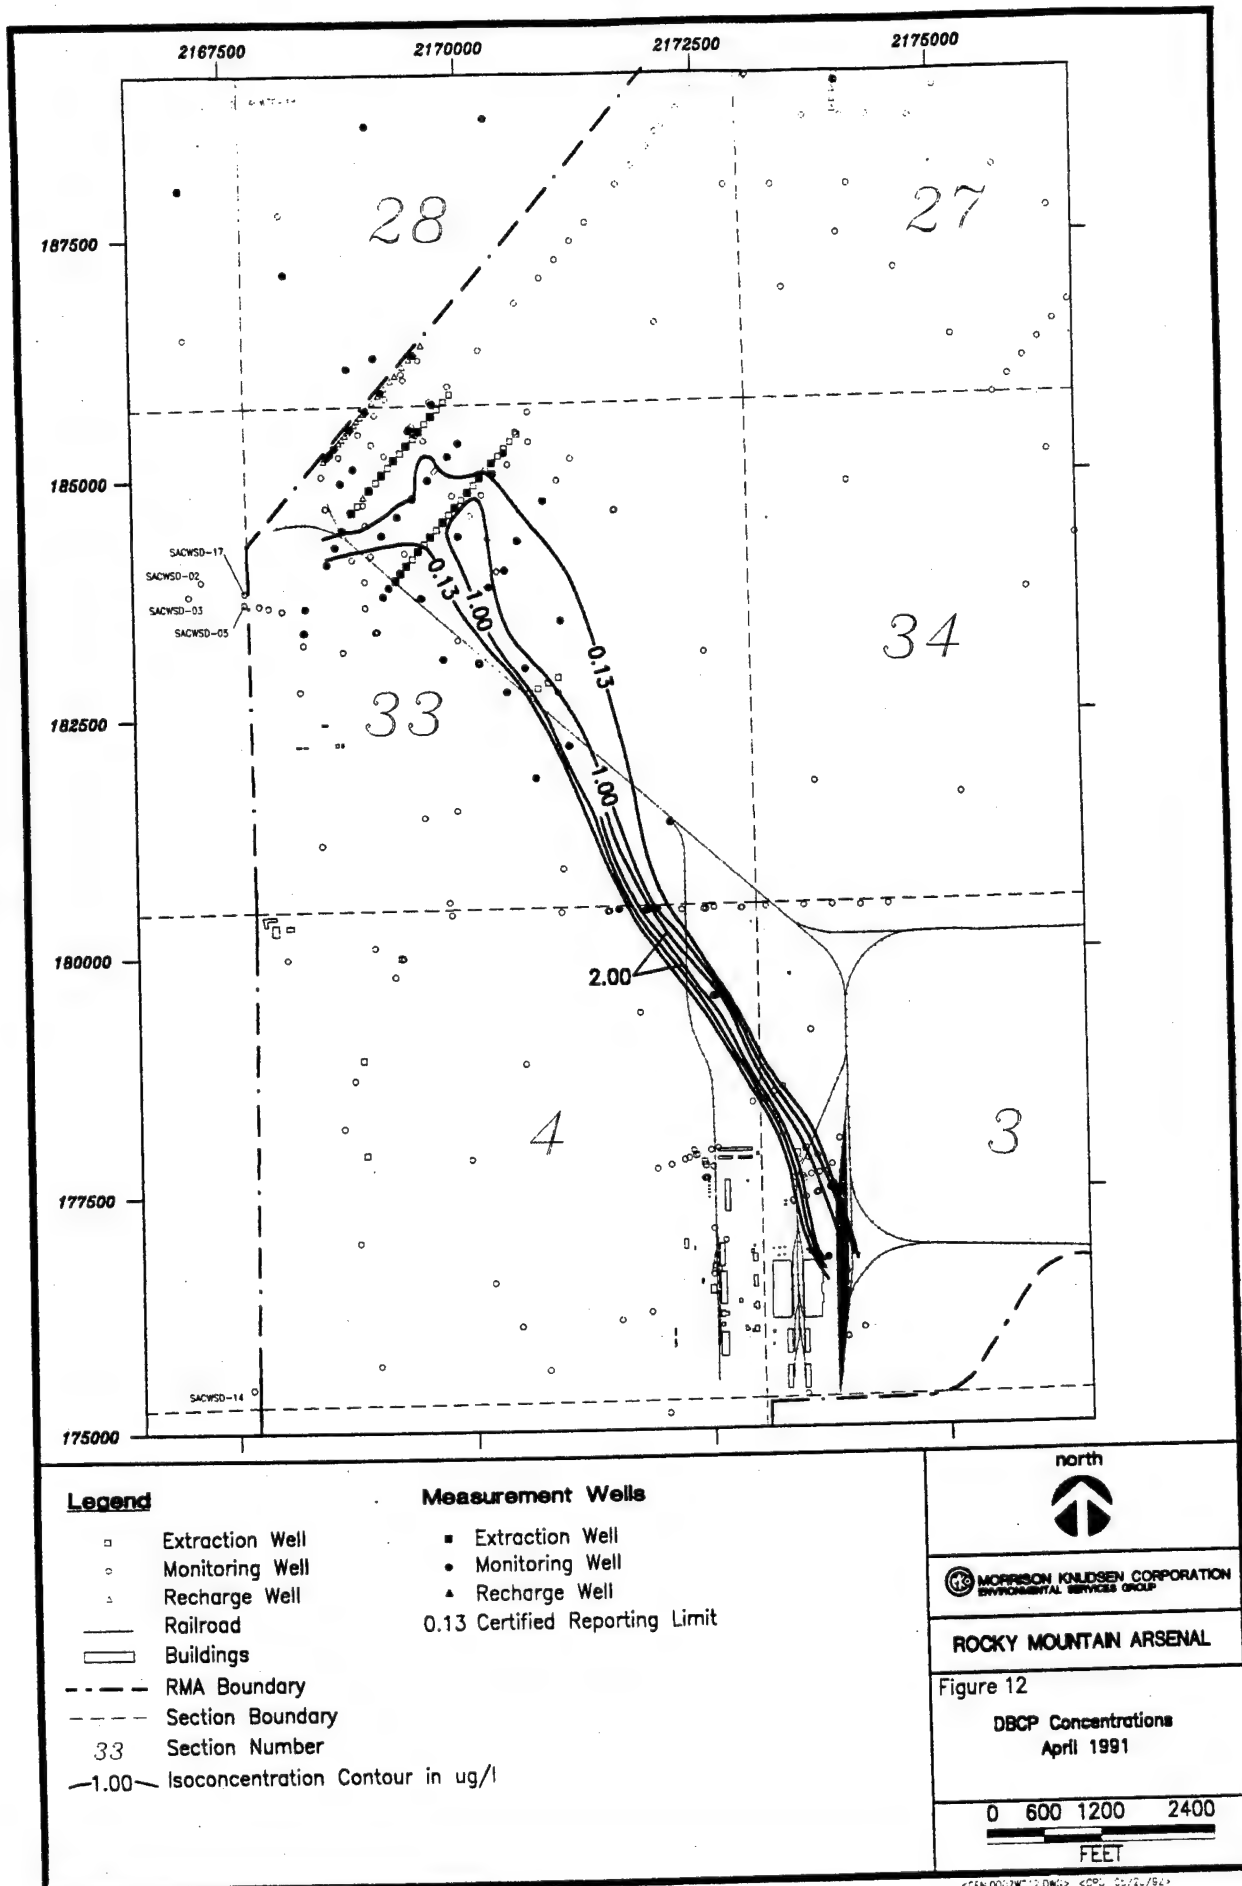 2167500 2170000 2172500 2175000
28
27
187500
185000
SACWSD-17
SACWSD-02
SACWSD-03
SACWSD-05
0.13
1.00
0.13
34
33
182500
1.00
180000
2.00
4
3
177500
SACWSD-14
175000
Legend
Extraction Well
Monitoring Well
Recharge Well
Railroad
Buildings
RMA Boundary
Section Boundary
33 Section Number
1.00 Isoconcentration Contour in ug/l
Measurement Wells
Extraction Well
Monitoring Well
Recharge Well
0.13 Certified Reporting Limit
north
MORRISON KNUDSEN CORPORATION
ENVIRONMENTAL SERVICES GROUP
ROCKY MOUNTAIN ARSENAL
Figure 12
DBCP Concentrations
April 1991
0 600 1200 2400
FEET